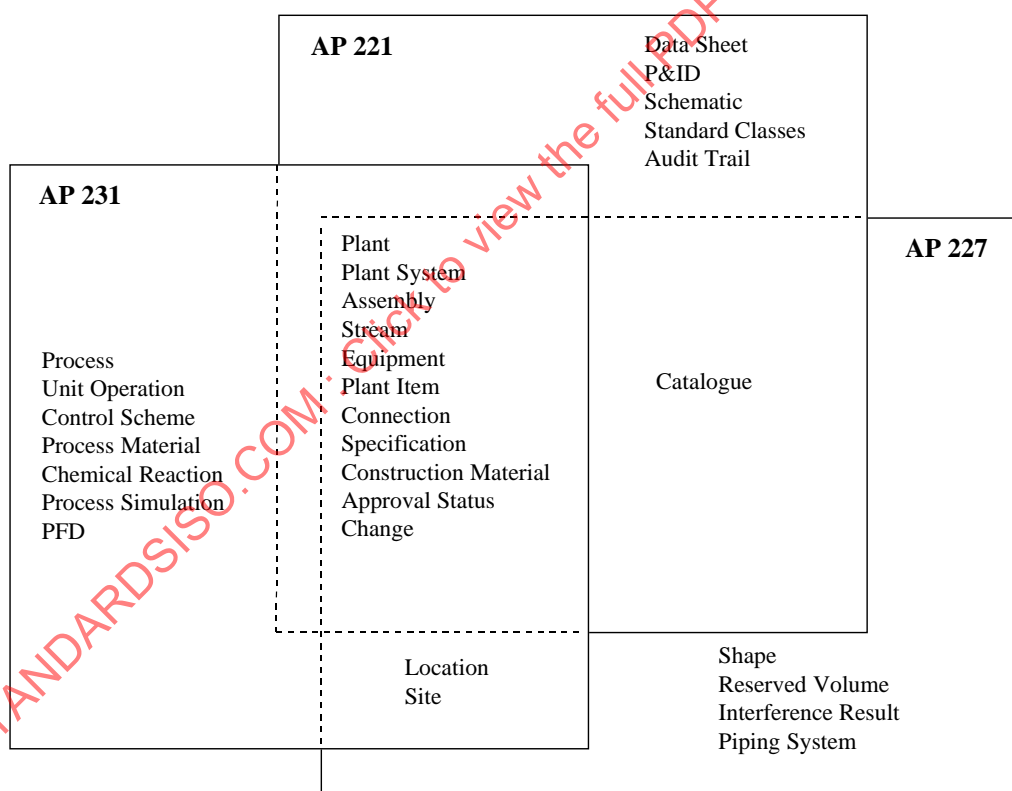 AP 221
Data Sheet
P&ID
Schematic
Standard Classes
Audit Trail
AP 231
AP 227
Plant
Plant System
Assembly
Stream
Equipment
Plant Item
Connection
Specification
Construction Material
Approval Status
Change
Process
Unit Operation
Control Scheme
Process Material
Chemical Reaction
Process Simulation
PFD
Catalogue
Location
Site
Shape
Reserved Volume
Interference Result
Piping System
TANDARDSISO.COM : Click to view the full PDF